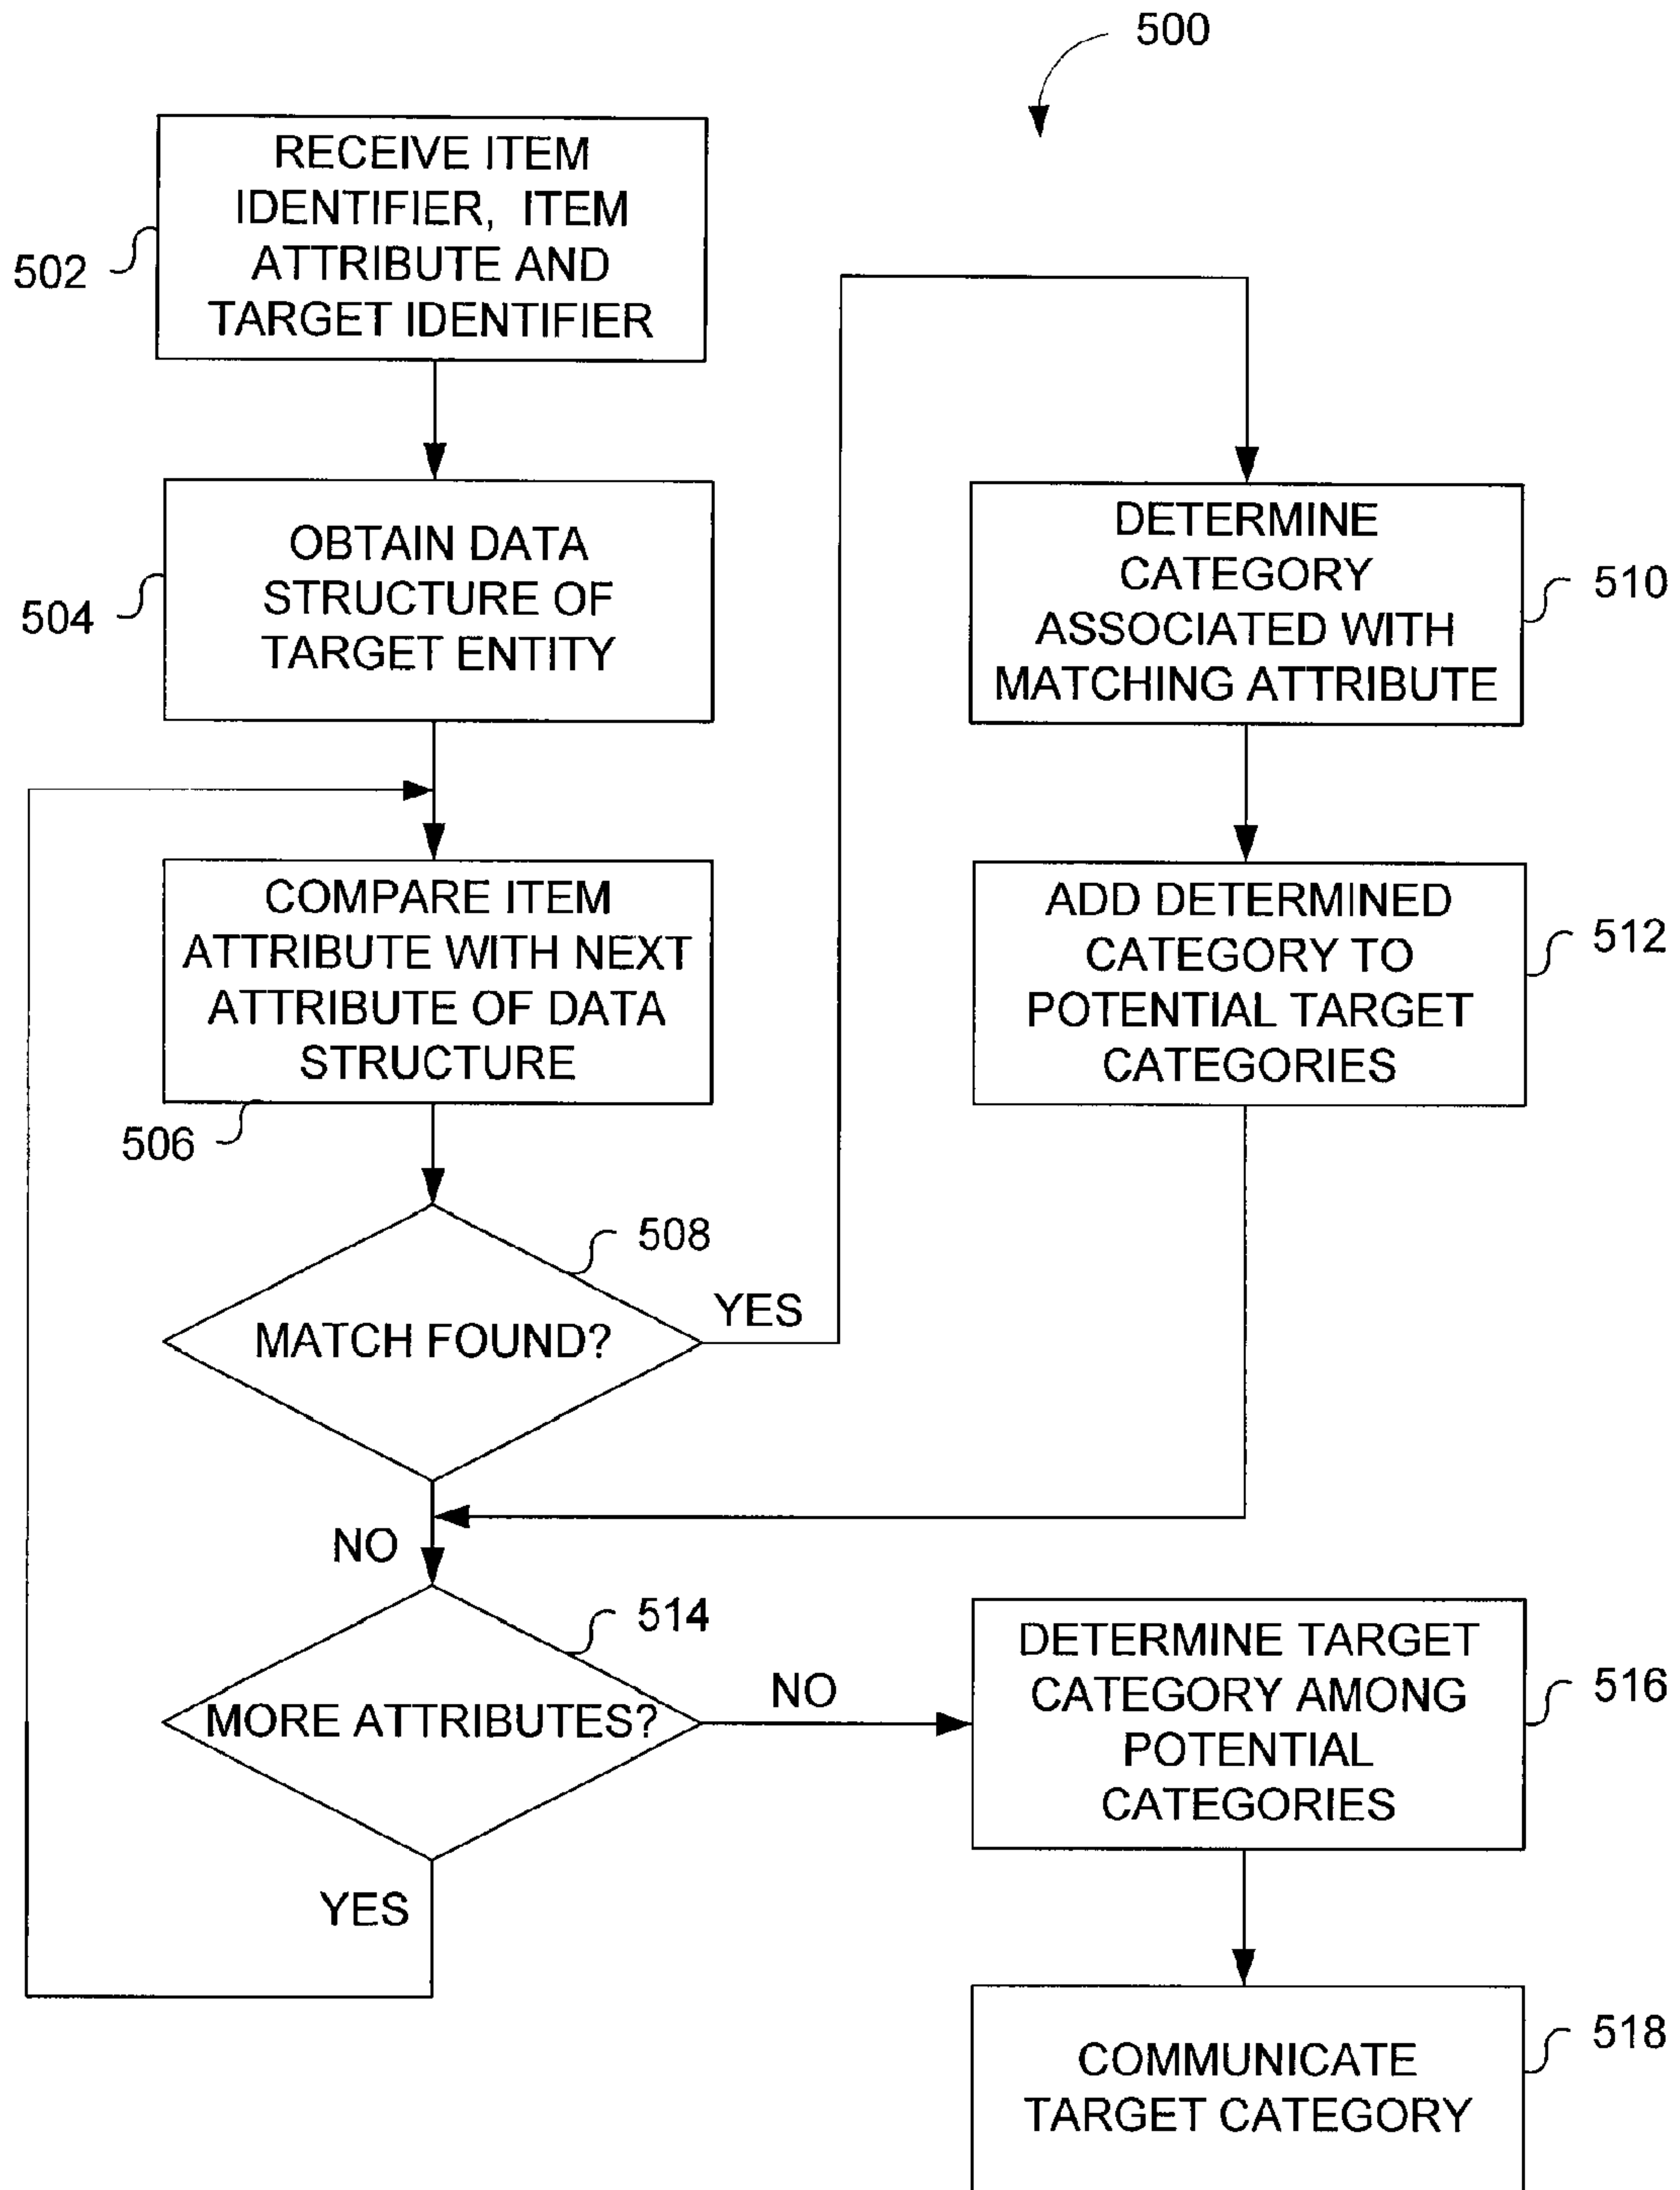 500
RECEIVE ITEM
IDENTIFIER, ITEM
ATTRIBUTE AND
TARGET IDENTIFIER
502
OBTAIN DATA
STRUCTURE OF
TARGET ENTITY
504
COMPARE ITEM
ATTRIBUTE WITH NEXT
ATTRIBUTE OF DATA
STRUCTURE
506
MATCH FOUND?
508
YES
NO
DETERMINE
CATEGORY
ASSOCIATED WITH
MATCHING ATTRIBUTE
510
ADD DETERMINED
CATEGORY TO
POTENTIAL TARGET
CATEGORIES
512
MORE ATTRIBUTES?
514
NO
YES
DETERMINE TARGET
CATEGORY AMONG
POTENTIAL
CATEGORIES
516
COMMUNICATE
TARGET CATEGORY
518